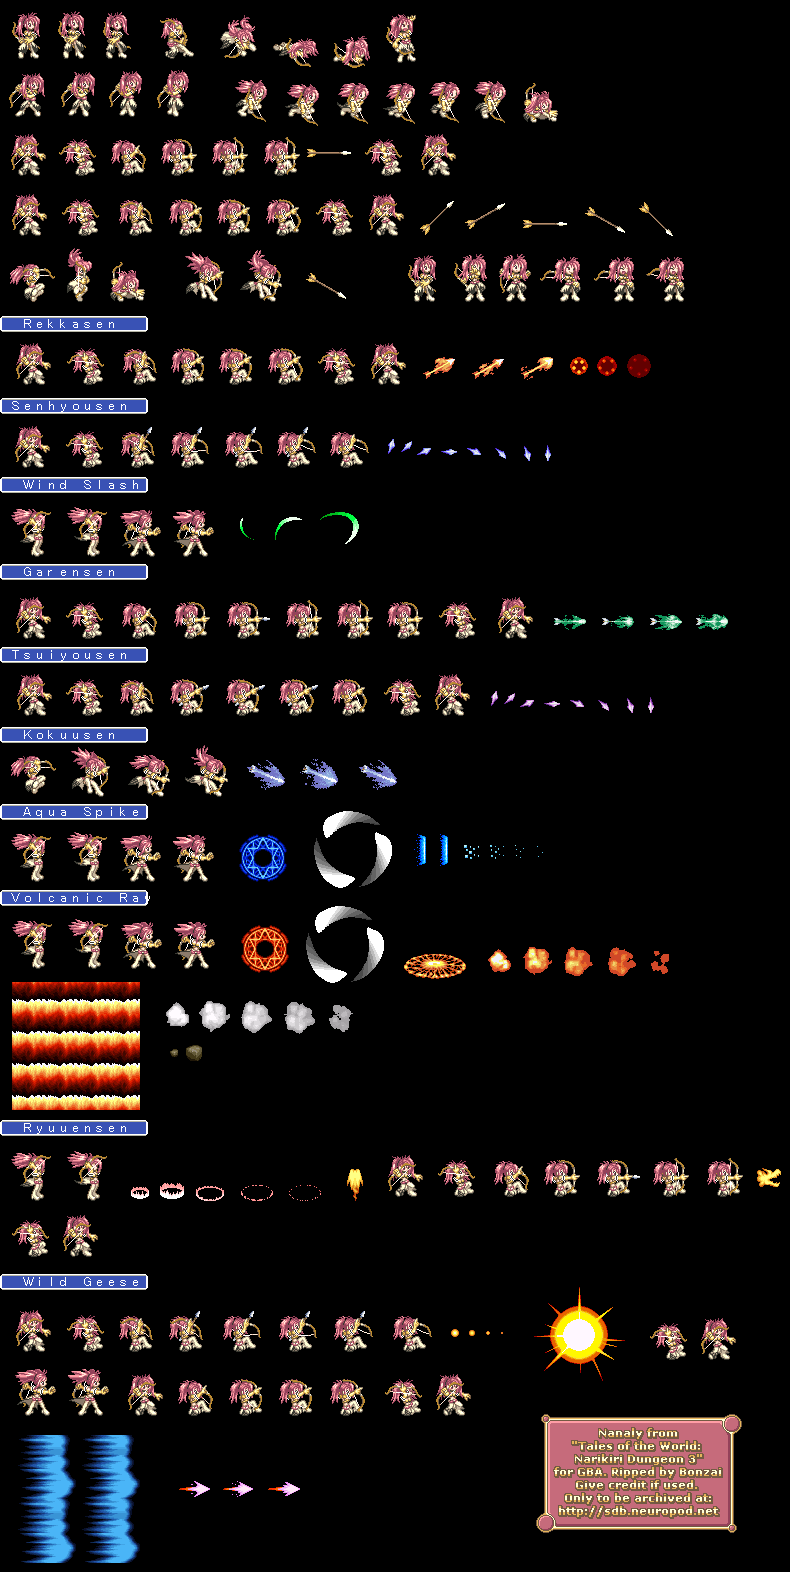 Rekkasen
Senhyousen
Wind Slash
Garensen
Tsuiyousen
Kokuusen
Aqua Spike
Volcanic Ray
Ryuuensen
Wild Geese
Nanaly from
"Tales of the World:
Narikiri Dungeon 3"
for GBA. Ripped by Bonzai
Give credit if used.
Only to be archived at:
http://sdb.neuropod.net